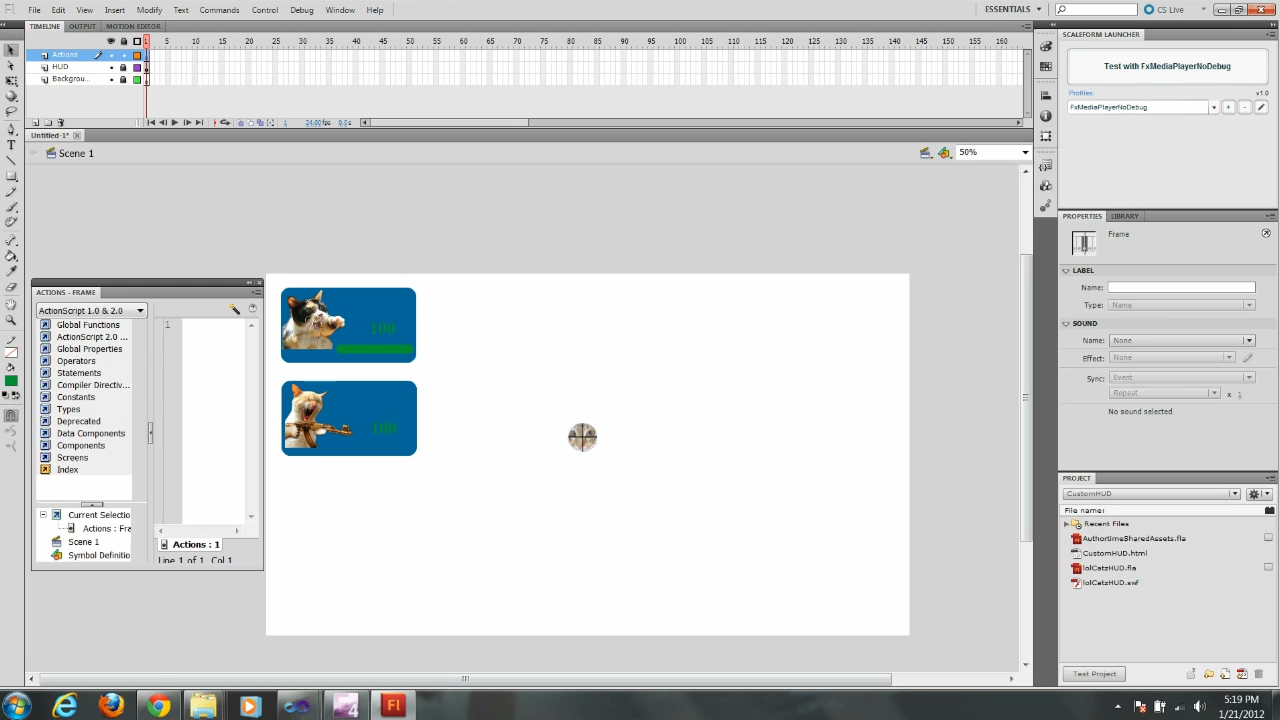 Fl File Edit View Insert Modify Text Commands Control Debug Window Help ESSENTIALS CS Live
TIMELINE OUTPUT MOTION EDITOR
5 10 15 20 25 30 35 40 45 50 55 60 65 70 75 80 85 90 95 100 105 110 115 120 125 130 135 140 145 150 155 160
Actions
HUD
Backgrou...
1 24.00 fps 0.0 s
Untitled-1*
Scene 1
50%
ACTIONS - FRAME
ActionScript 1.0 & 2.0
1
Global Functions
ActionScript 2.0 ...
Global Properties
Operators
Statements
Compiler Directiv...
Constants
Types
Deprecated
Data Components
Components
Screens
Index
Current Selectio
Actions : Fra
Scene 1
Symbol Definitio
Actions : 1
Line 1 of 1, Col 1
100
100
SCALEFORM LAUNCHER
Test with FxMediaPlayerNoDebug
Profiles: v1.0
FxMediaPlayerNoDebug
PROPERTIES LIBRARY
Frame
LABEL
Name:
Type: Name
SOUND
Name: None
Effect: None
Sync: Event
Repeat x 1
No sound selected
PROJECT
CustomHUD
File name:
Recent Files
AuthortimeSharedAssets.fla
CustomHUD.html
lolCatzHUD.fla
lolCatzHUD.swf
Test Project
Fl
5:19 PM
1/21/2012